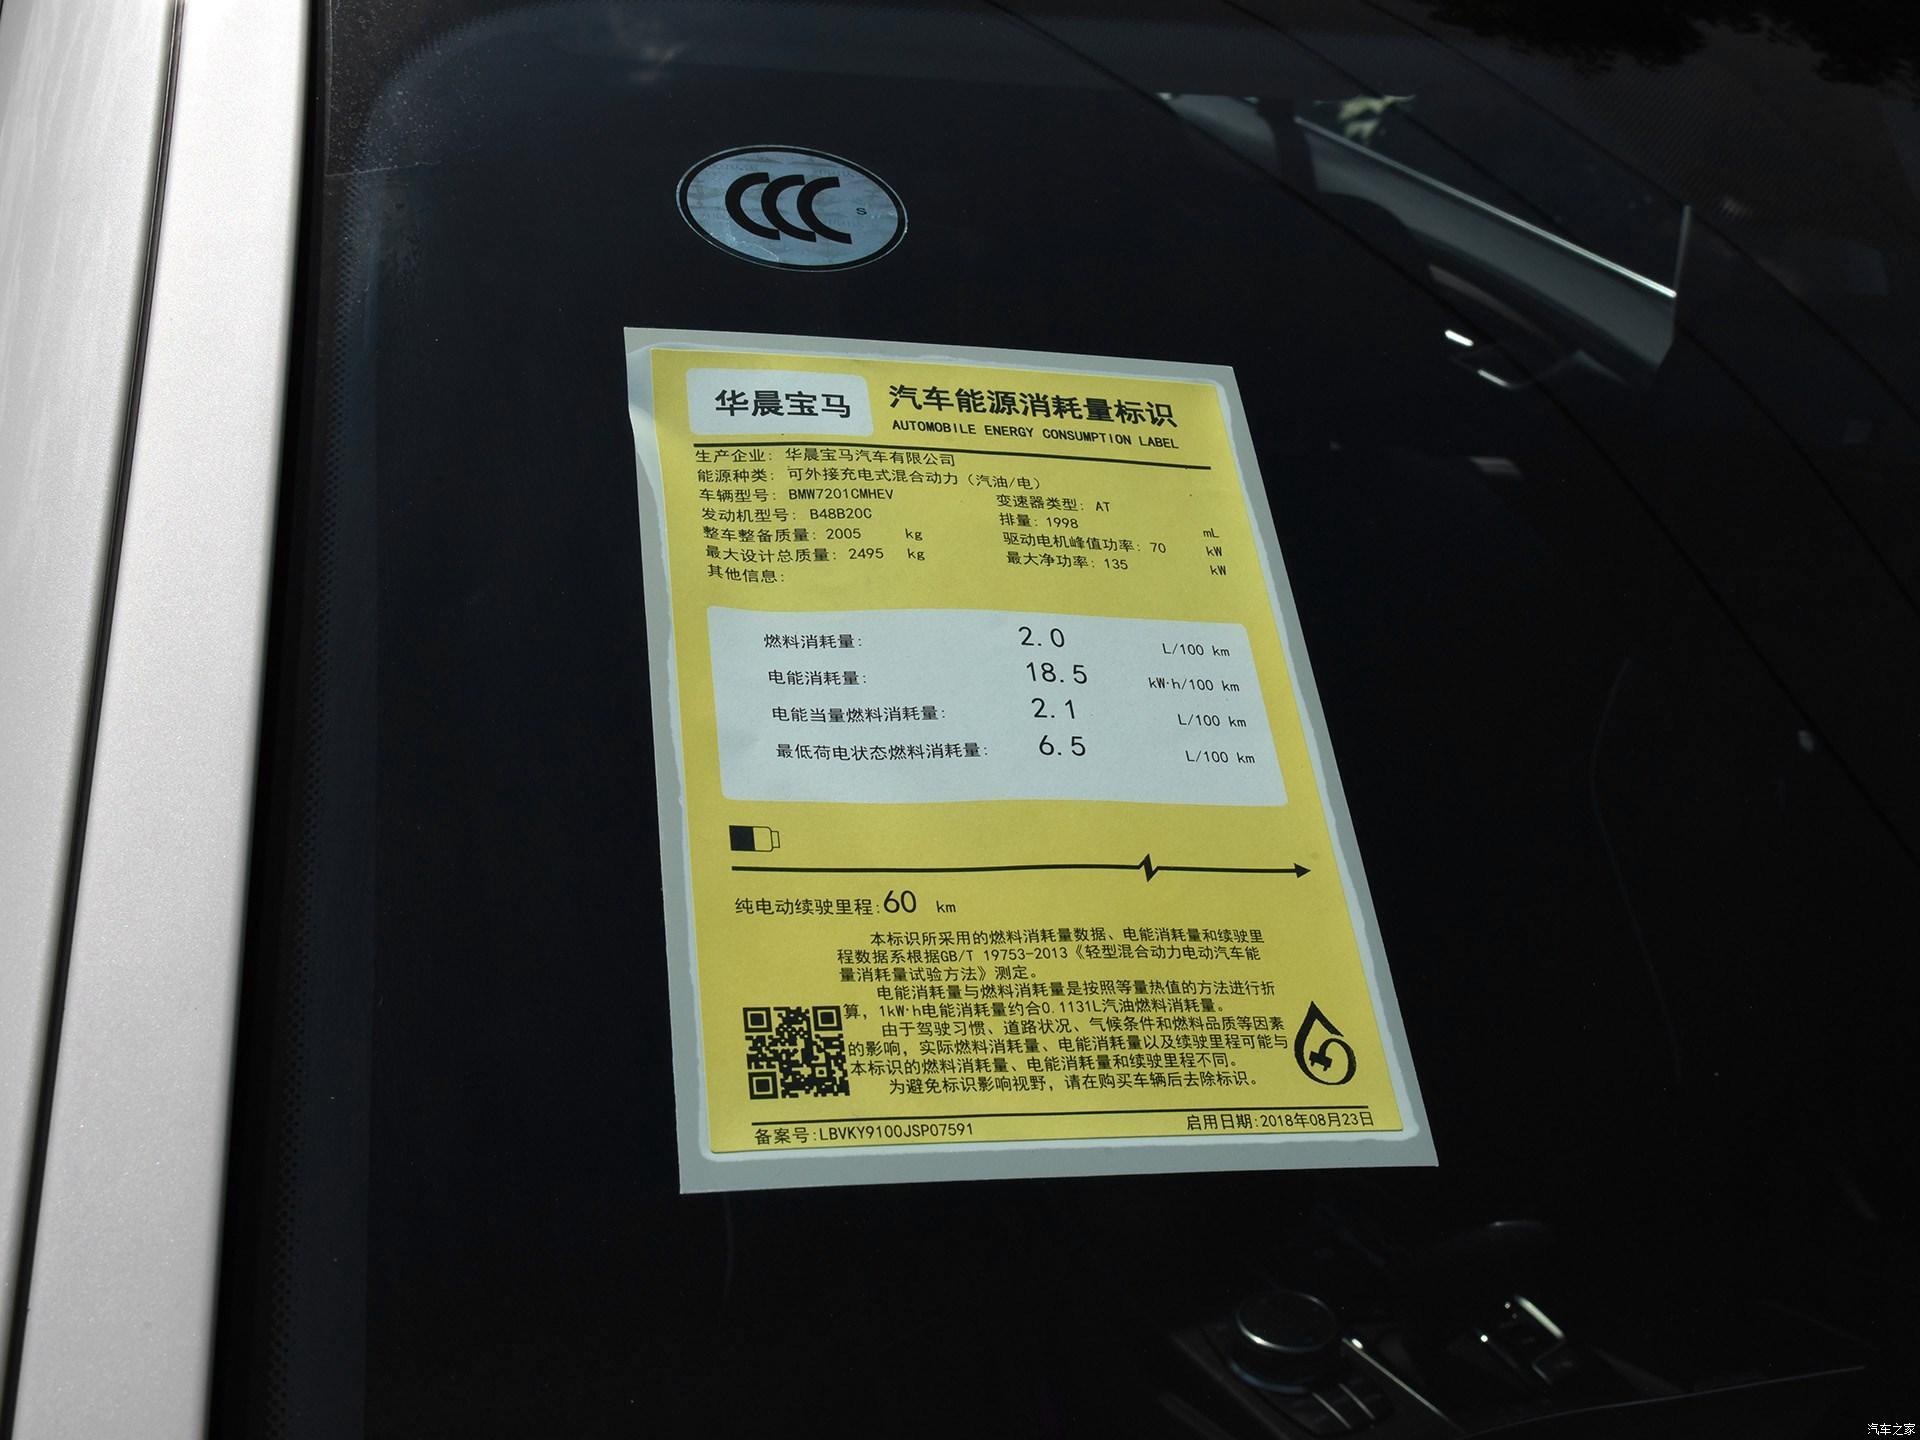 CCC
S
华晨宝马
汽车能源消耗量标识
AUTOMOBILE ENERGY CONSUMPTION LABEL
生产企业: 华晨宝马汽车有限公司
能源种类: 可外接充电式混合动力（汽油/电）
车辆型号: BMW7201CMHEV
变速器类型: AT
发动机型号: B48B20C
排量: 1998 mL
整车整备质量: 2005 kg
驱动电机峰值功率: 70 kW
最大设计总质量: 2495 kg
最大净功率: 135 kW
其他信息:
燃料消耗量: 2.0 L/100 km
电能消耗量: 18.5 kW·h/100 km
电能当量燃料消耗量: 2.1 L/100 km
最低荷电状态燃料消耗量: 6.5 L/100 km
纯电动续驶里程:60 km
本标识所采用的燃料消耗量数据、电能消耗量和续驶里
程数据系根据GB/T 19753-2013《轻型混合动力电动汽车能
量消耗量试验方法》测定。
电能消耗量与燃料消耗量是按照等量热值的方法进行折
算，1kW·h电能消耗量约合0.1131L汽油燃料消耗量。
由于驾驶习惯、道路状况、气候条件和燃料品质等因素
的影响，实际燃料消耗量、电能消耗量以及续驶里程可能与
本标识的燃料消耗量、电能消耗量和续驶里程不同。
为避免标识影响视野，请在购买车辆后去除标识。
备案号:LBVKY9100JSP07591
启用日期:2018年08月23日
汽车之家